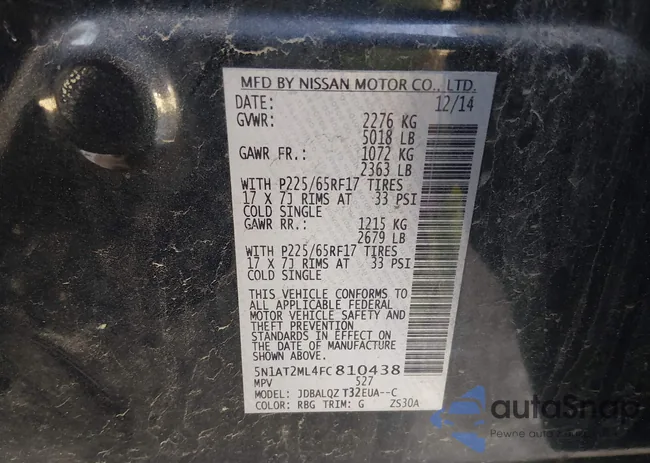 MFD BY NISSAN MOTOR CO., LTD.
DATE: 12/14
GVWR: 2276 KG
5018 LB
GAWR FR.: 1072 KG
2363 LB
WITH P225/65RF17 TIRES
17 X 7J RIMS AT 33 PSI
COLD SINGLE
GAWR RR.: 1215 KG
2679 LB
WITH P225/65RF17 TIRES
17 X 7J RIMS AT 33 PSI
COLD SINGLE
THIS VEHICLE CONFORMS TO
ALL APPLICABLE FEDERAL
MOTOR VEHICLE SAFETY AND
THEFT PREVENTION
STANDARDS IN EFFECT ON
THE DATE OF MANUFACTURE
SHOWN ABOVE.
5N1AT2ML4FC810438
MPV 527
MODEL: JDBALQZ T32EUA--C
COLOR: RBG TRIM: G ZS30A
autoSnap
Pewne auto z